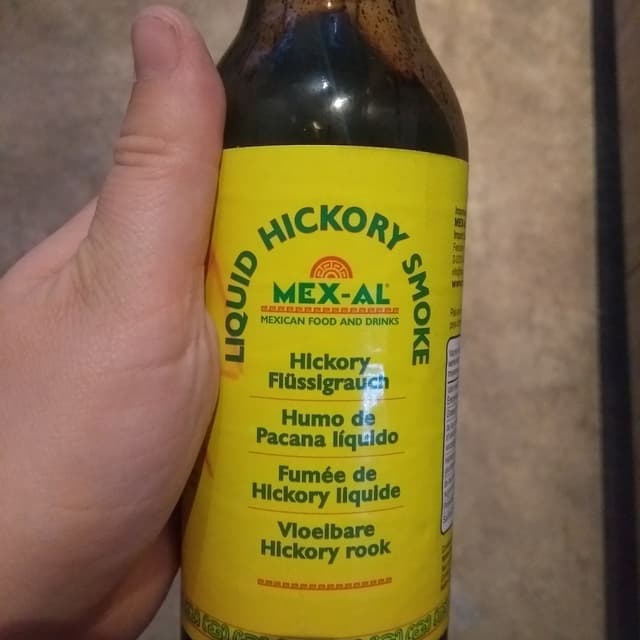 LIQUID HICKORY SMOKE
MEX-AL®
MEXICAN FOOD AND DRINKS
Hickory
Flüssigrauch
Humo de
Pacana líquido
Fumée de
Hickory liquide
Vloeibare
Hickory rook